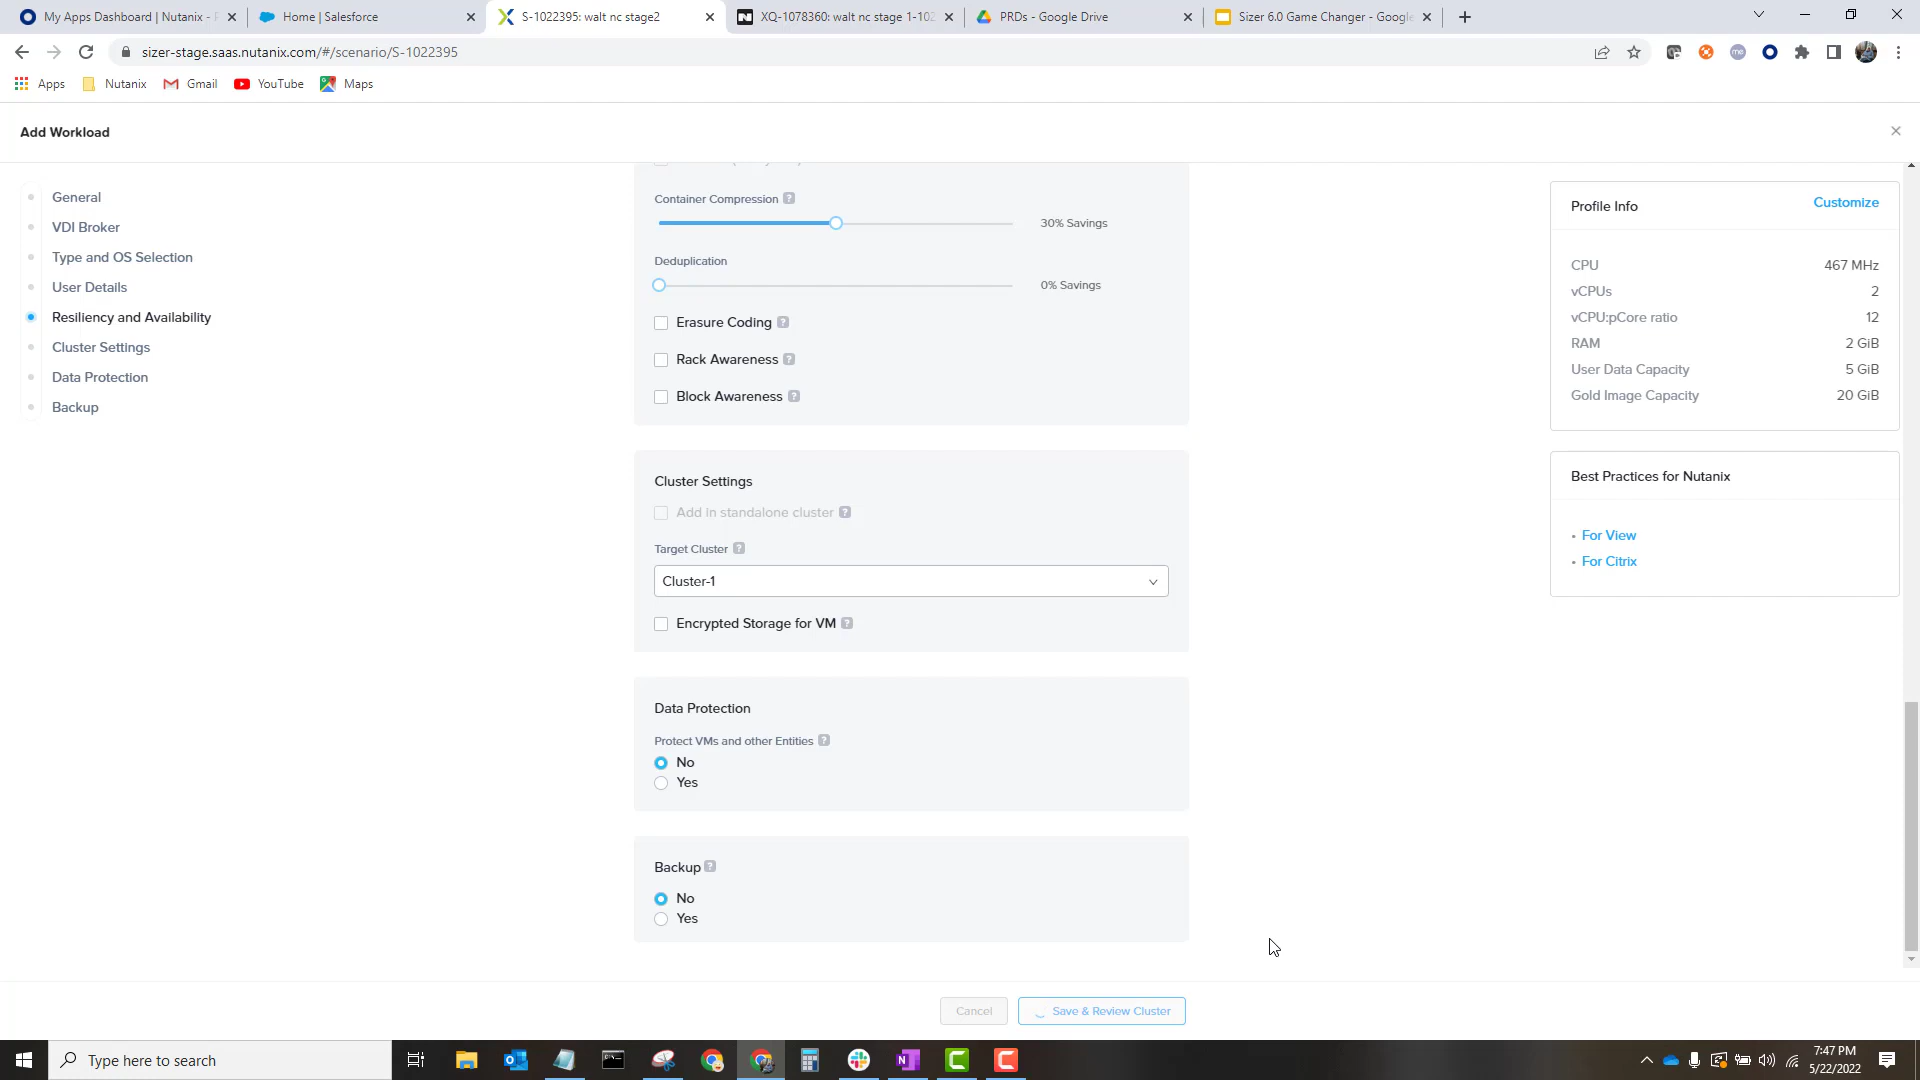 My Apps Dashboard | Nutanix - P
Home | Salesforce
S-1022395: walt nc stage2
XQ-1078360: walt nc stage 1-102
PRDs - Google Drive
Sizer 6.0 Game Changer - Google
sizer-stage.saas.nutanix.com/#/scenario/S-1022395
Apps
Nutanix
Gmail
YouTube
Maps
Add Workload
General
VDI Broker
Type and OS Selection
User Details
Resiliency and Availability
Cluster Settings
Data Protection
Backup
Container Compression ?
30% Savings
Deduplication
0% Savings
Erasure Coding ?
Rack Awareness ?
Block Awareness ?
Cluster Settings
Add in standalone cluster ?
Target Cluster ?
Cluster-1
Encrypted Storage for VM ?
Data Protection
Protect VMs and other Entities ?
No
Yes
Backup ?
No
Yes
Cancel
Save & Review Cluster
Profile Info
Customize
CPU 467 MHz
vCPUs 2
vCPU:pCore ratio 12
RAM 2 GiB
User Data Capacity 5 GiB
Gold Image Capacity 20 GiB
Best Practices for Nutanix
• For View
• For Citrix
Type here to search
7:47 PM
5/22/2022